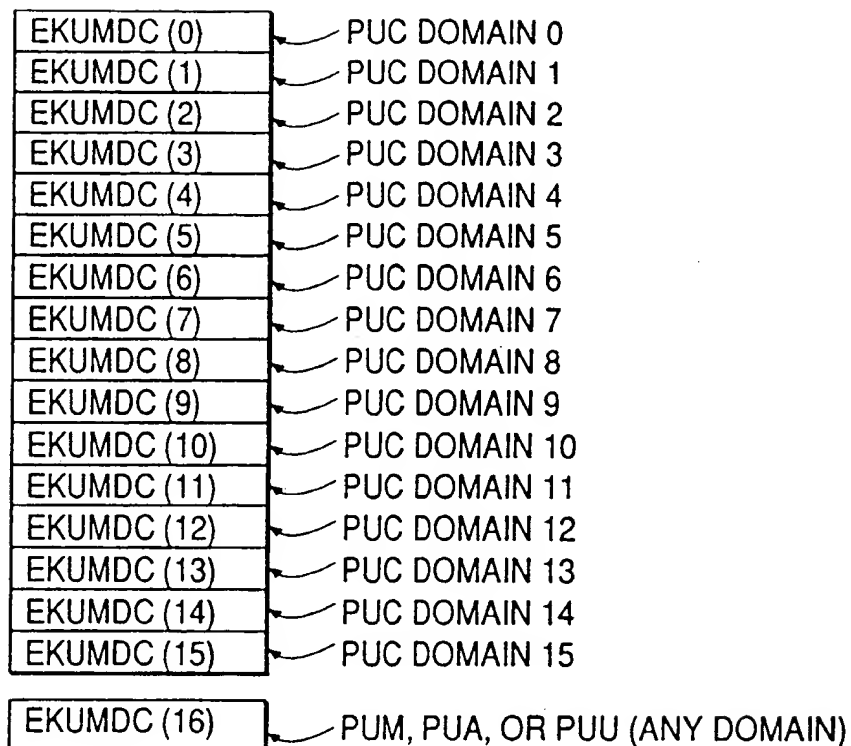 EKUMDC (0) PUC DOMAIN 0
EKUMDC (1) PUC DOMAIN 1
EKUMDC (2) PUC DOMAIN 2
EKUMDC (3) PUC DOMAIN 3
EKUMDC (4) PUC DOMAIN 4
EKUMDC (5) PUC DOMAIN 5
EKUMDC (6) PUC DOMAIN 6
EKUMDC (7) PUC DOMAIN 7
EKUMDC (8) PUC DOMAIN 8
EKUMDC (9) PUC DOMAIN 9
EKUMDC (10) PUC DOMAIN 10
EKUMDC (11) PUC DOMAIN 11
EKUMDC (12) PUC DOMAIN 12
EKUMDC (13) PUC DOMAIN 13
EKUMDC (14) PUC DOMAIN 14
EKUMDC (15) PUC DOMAIN 15
EKUMDC (16) PUM, PUA, OR PUU (ANY DOMAIN)